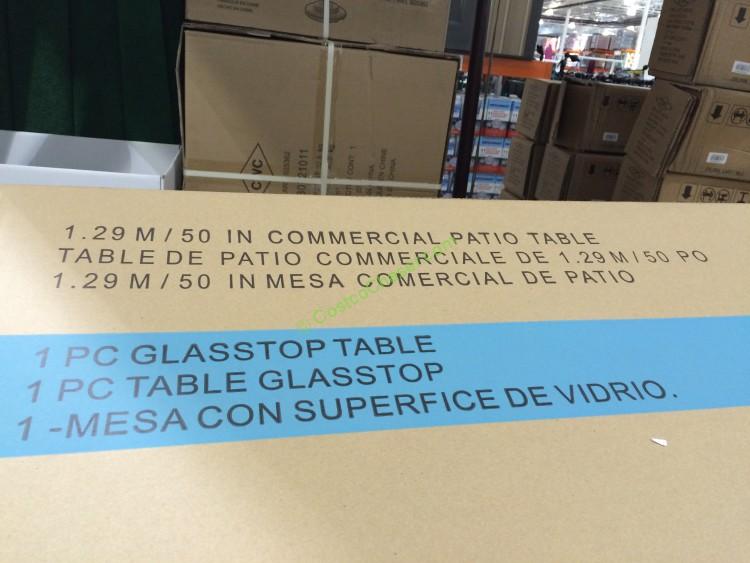 CVC
1.29 M / 50 IN COMMERCIAL PATIO TABLE
TABLE DE PATIO COMMERCIALE DE 1.29 M / 50 PO
1.29 M / 50 IN MESA COMERCIAL DE PATIO
1 PC GLASSTOP TABLE
1 PC TABLE GLASSTOP
1 -MESA CON SUPERFICE DE VIDRIO.